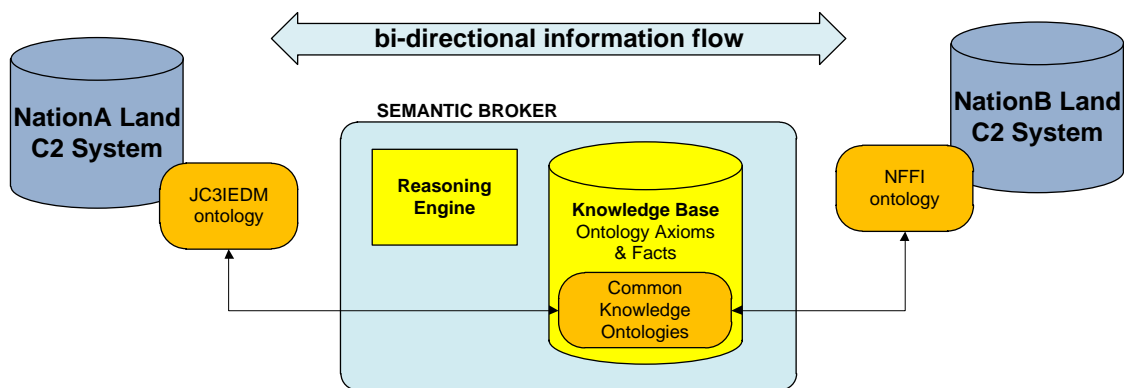 bi-directional information flow
NationA Land
C2 System
NationB Land
C2 System
SEMANTIC BROKER
JC3IEDM
ontology
Reasoning
Engine
Knowledge Base
Ontology Axioms
& Facts
Common
Knowledge
Ontologies
NFFI
ontology